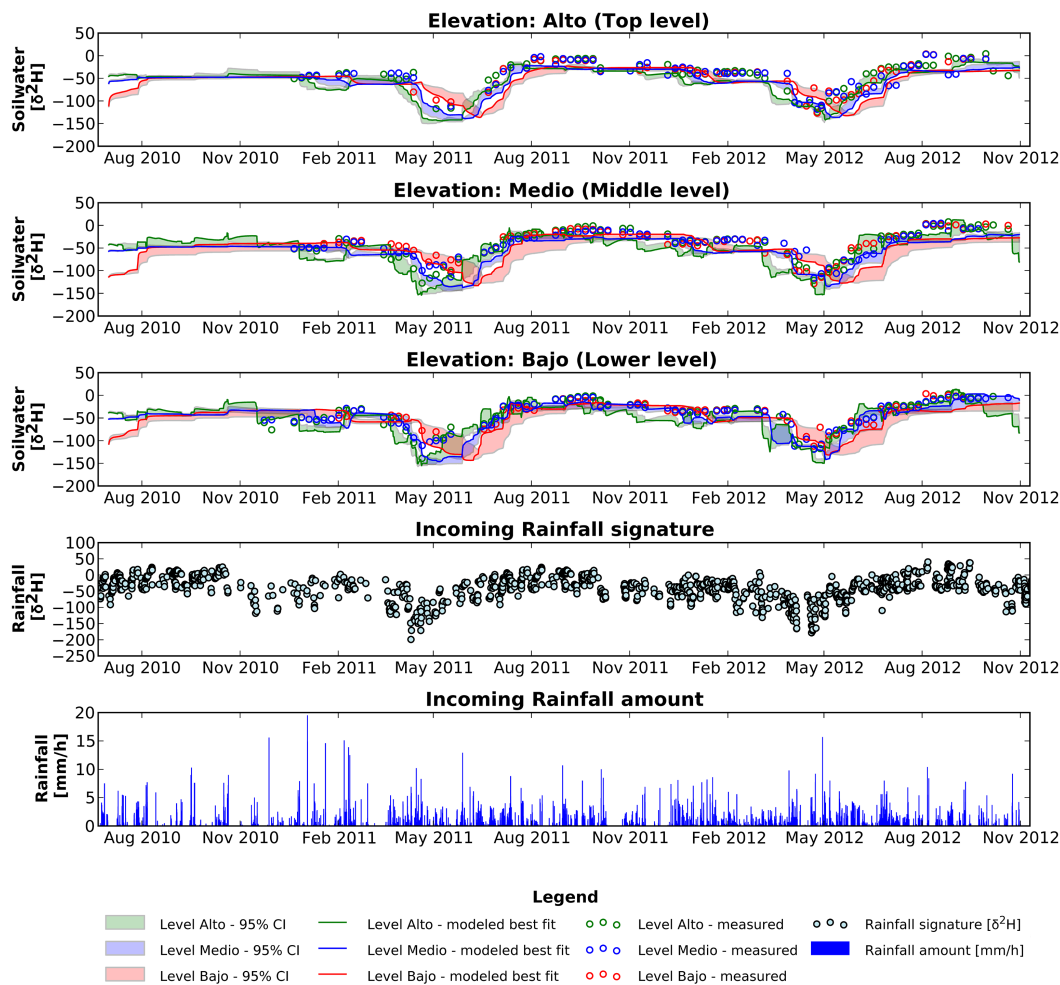 Elevation: Alto (Top level)
Soilwater
[δ²H]
50
0
−50
−100
−150
−200
Aug 2010 Nov 2010 Feb 2011 May 2011 Aug 2011 Nov 2011 Feb 2012 May 2012 Aug 2012 Nov 2012
Elevation: Medio (Middle level)
Soilwater
[δ²H]
50
0
−50
−100
−150
−200
Aug 2010 Nov 2010 Feb 2011 May 2011 Aug 2011 Nov 2011 Feb 2012 May 2012 Aug 2012 Nov 2012
Elevation: Bajo (Lower level)
Soilwater
[δ²H]
50
0
−50
−100
−150
−200
Aug 2010 Nov 2010 Feb 2011 May 2011 Aug 2011 Nov 2011 Feb 2012 May 2012 Aug 2012 Nov 2012
Incoming Rainfall signature
Rainfall
[δ²H]
100
50
0
−50
−100
−150
−200
−250
Aug 2010 Nov 2010 Feb 2011 May 2011 Aug 2011 Nov 2011 Feb 2012 May 2012 Aug 2012 Nov 2012
Incoming Rainfall amount
Rainfall
[mm/h]
20
15
10
5
0
Aug 2010 Nov 2010 Feb 2011 May 2011 Aug 2011 Nov 2011 Feb 2012 May 2012 Aug 2012 Nov 2012
Legend
Level Alto - 95% CI Level Alto - modeled best fit Level Alto - measured Rainfall signature [δ²H]
Level Medio - 95% CI Level Medio - modeled best fit Level Medio - measured Rainfall amount [mm/h]
Level Bajo - 95% CI Level Bajo - modeled best fit Level Bajo - measured